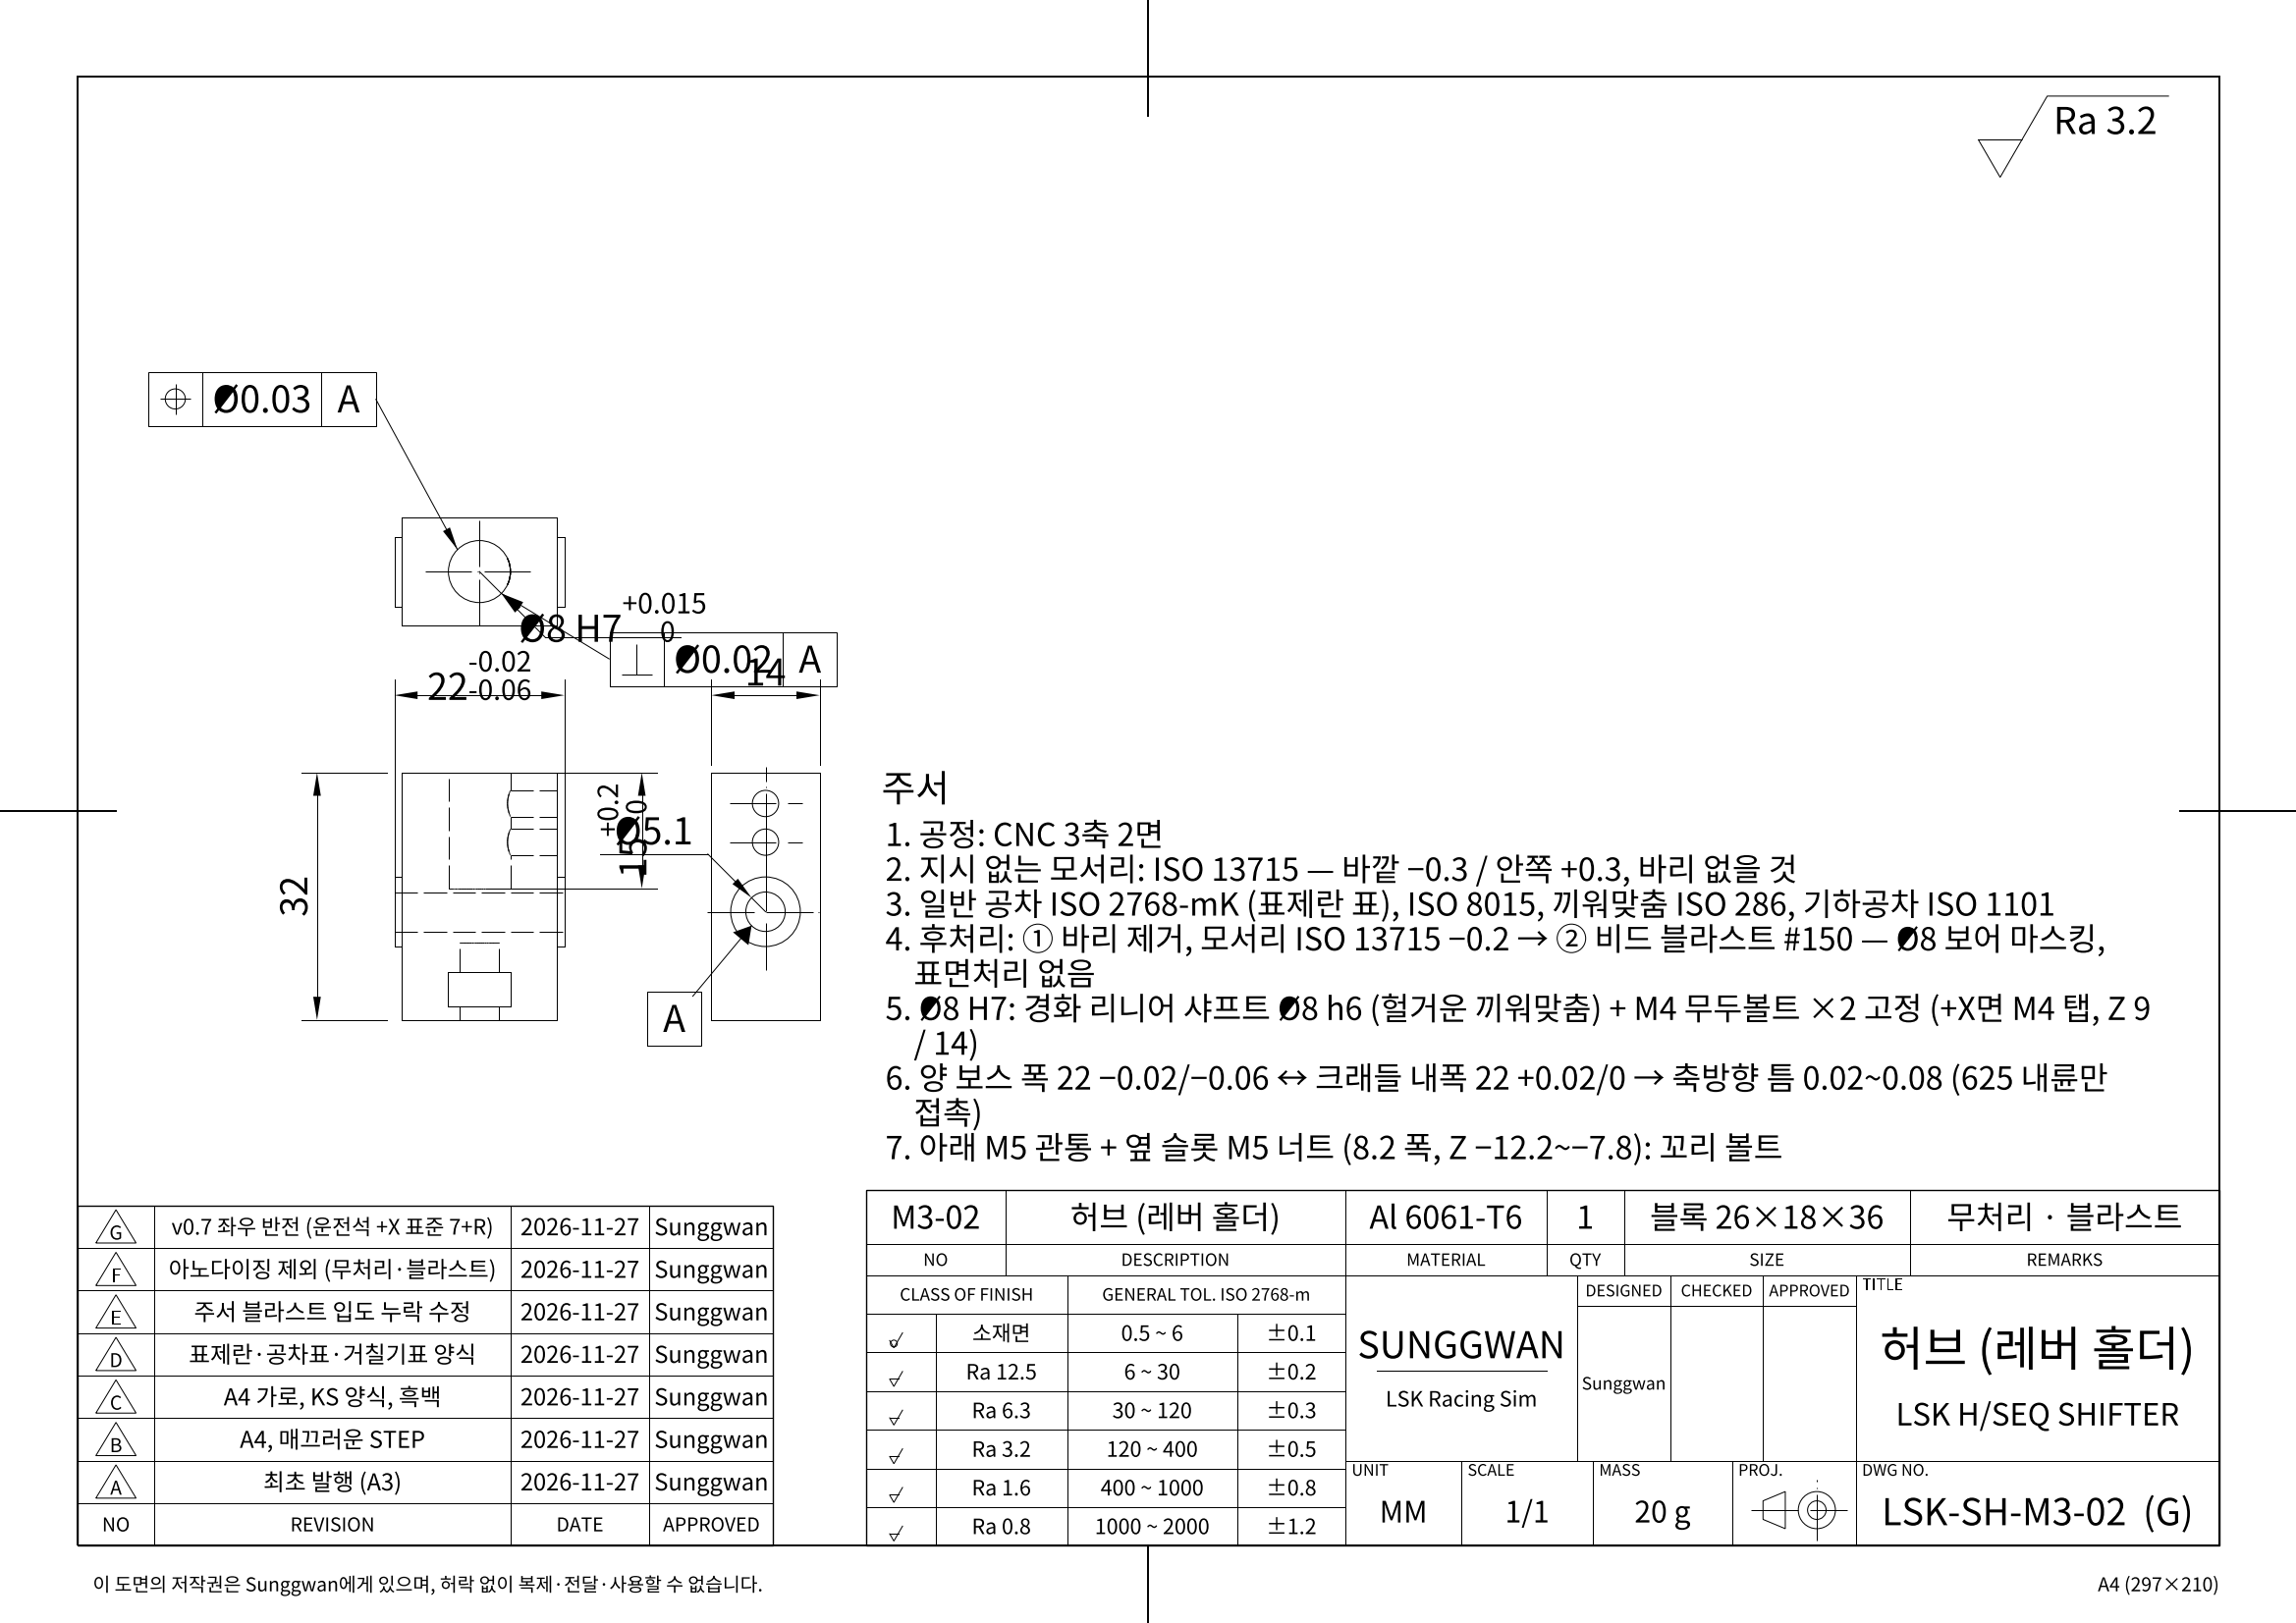 Ra 3.2
Ø0.03 A
Ø8 H7 +0.015 0
Ø0.02 A
22 -0.02 -0.06
14
32
15 +0.2 0
Ø5.1
A
주서
1. 공정: CNC 3축 2면
2. 지시 없는 모서리: ISO 13715 — 바깥 −0.3 / 안쪽 +0.3, 바리 없을 것
3. 일반 공차 ISO 2768-mK (표제란 표), ISO 8015, 끼워맞춤 ISO 286, 기하공차 ISO 1101
4. 후처리: ① 바리 제거, 모서리 ISO 13715 −0.2 → ② 비드 블라스트 #150 — Ø8 보어 마스킹,
표면처리 없음
5. Ø8 H7: 경화 리니어 샤프트 Ø8 h6 (헐거운 끼워맞춤) + M4 무두볼트 ×2 고정 (+X면 M4 탭, Z 9
/ 14)
6. 양 보스 폭 22 −0.02/−0.06 ↔ 크래들 내폭 22 +0.02/0 → 축방향 틈 0.02~0.08 (625 내륜만
접촉)
7. 아래 M5 관통 + 옆 슬롯 M5 너트 (8.2 폭, Z −12.2~−7.8): 꼬리 볼트
G v0.7 좌우 반전 (운전석 +X 표준 7+R) 2026-11-27 Sunggwan
F 아노다이징 제외 (무처리·블라스트) 2026-11-27 Sunggwan
E 주서 블라스트 입도 누락 수정 2026-11-27 Sunggwan
D 표제란·공차표·거칠기표 양식 2026-11-27 Sunggwan
C A4 가로, KS 양식, 흑백 2026-11-27 Sunggwan
B A4, 매끄러운 STEP 2026-11-27 Sunggwan
A 최초 발행 (A3) 2026-11-27 Sunggwan
NO REVISION DATE APPROVED
M3-02 허브 (레버 홀더) Al 6061-T6 1 블록 26×18×36 무처리 · 블라스트
NO DESCRIPTION MATERIAL QTY SIZE REMARKS
CLASS OF FINISH GENERAL TOL. ISO 2768-m
소재면 0.5 ~ 6 ±0.1
Ra 12.5 6 ~ 30 ±0.2
Ra 6.3 30 ~ 120 ±0.3
Ra 3.2 120 ~ 400 ±0.5
Ra 1.6 400 ~ 1000 ±0.8
Ra 0.8 1000 ~ 2000 ±1.2
SUNGGWAN
LSK Racing Sim
DESIGNED CHECKED APPROVED
Sunggwan
TITLE
허브 (레버 홀더)
LSK H/SEQ SHIFTER
UNIT SCALE MASS PROJ. DWG NO.
MM 1/1 20 g LSK-SH-M3-02 (G)
이 도면의 저작권은 Sunggwan에게 있으며, 허락 없이 복제·전달·사용할 수 없습니다.
A4 (297×210)